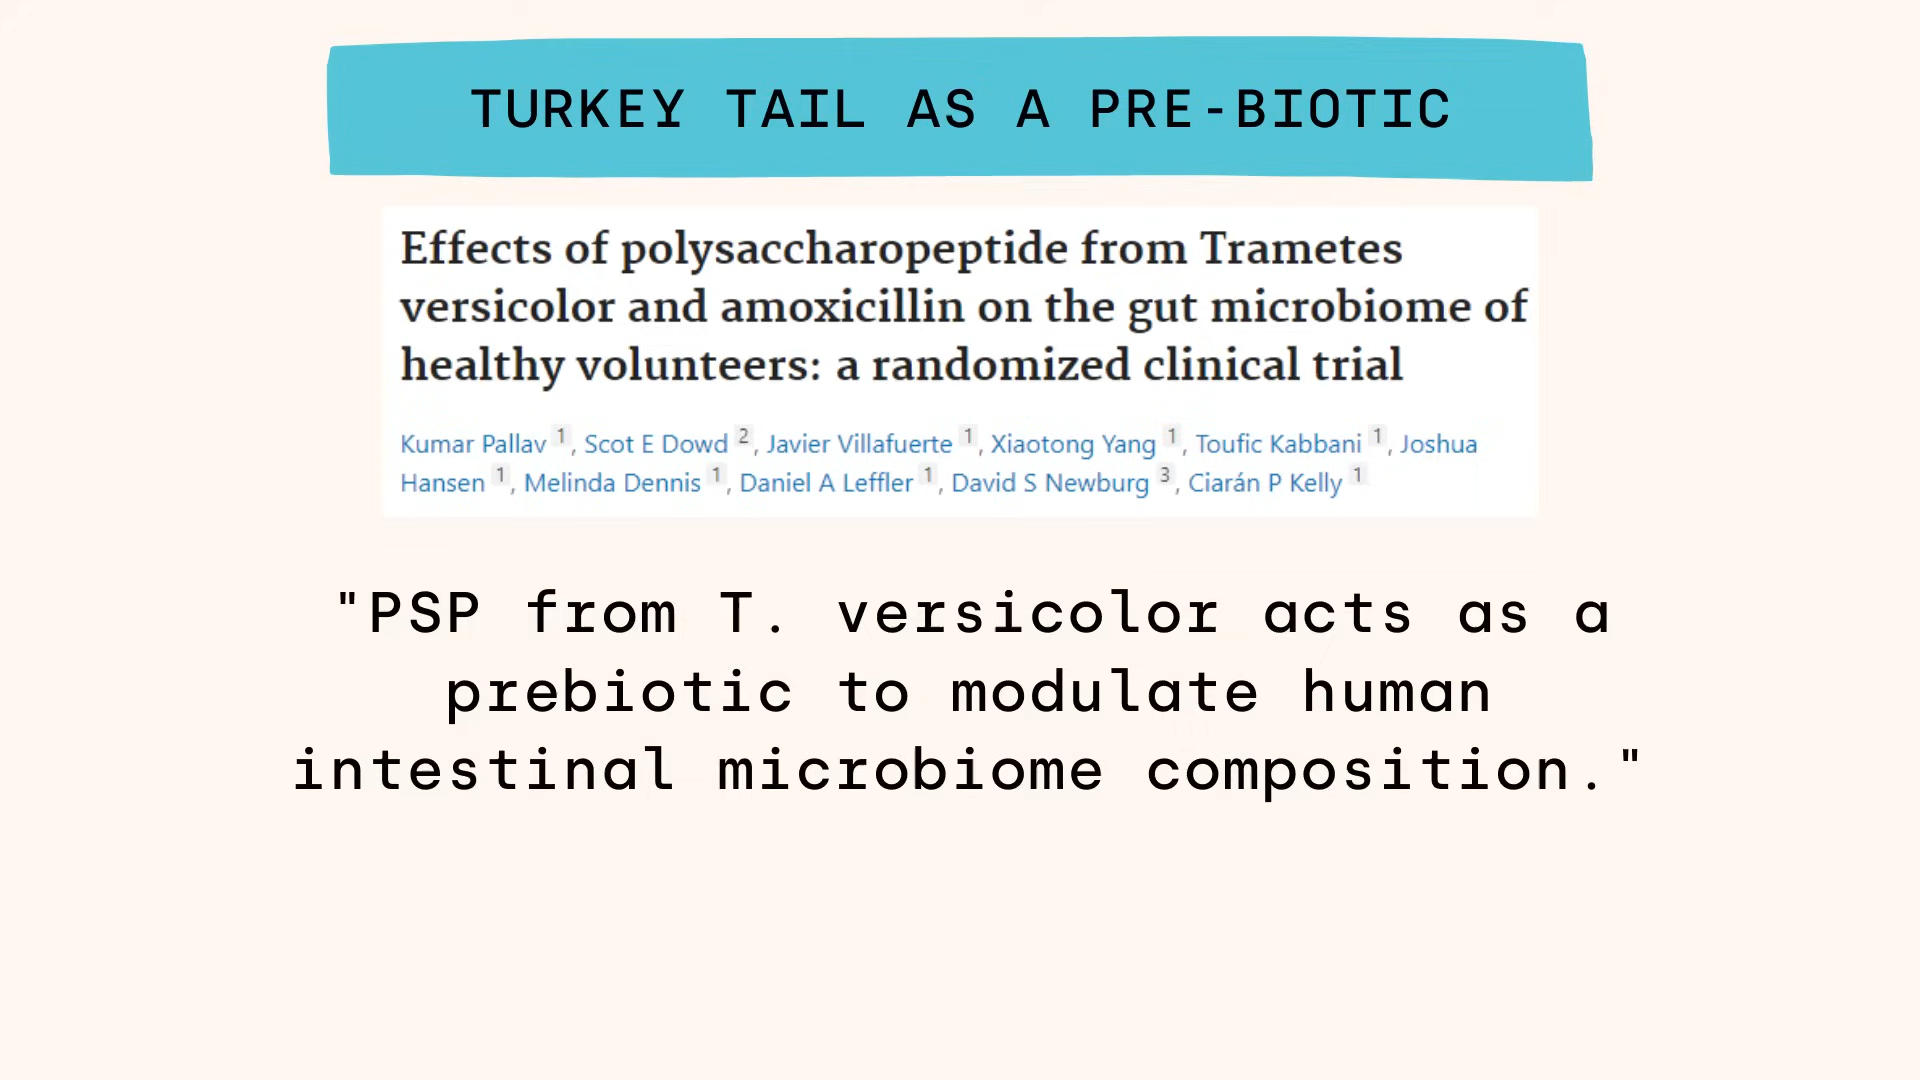 TURKEY TAIL AS A PRE-BIOTIC
Effects of polysaccharopeptide from Trametes
versicolor and amoxicillin on the gut microbiome of
healthy volunteers: a randomized clinical trial
Kumar Pallav 1, Scot E Dowd 2, Javier Villafuerte 1, Xiaotong Yang 1, Toufic Kabbani 1, Joshua
Hansen 1, Melinda Dennis 1, Daniel A Leffler 1, David S Newburg 3, Ciarán P Kelly 1
"PSP from T. versicolor acts as a
prebiotic to modulate human
intestinal microbiome composition."